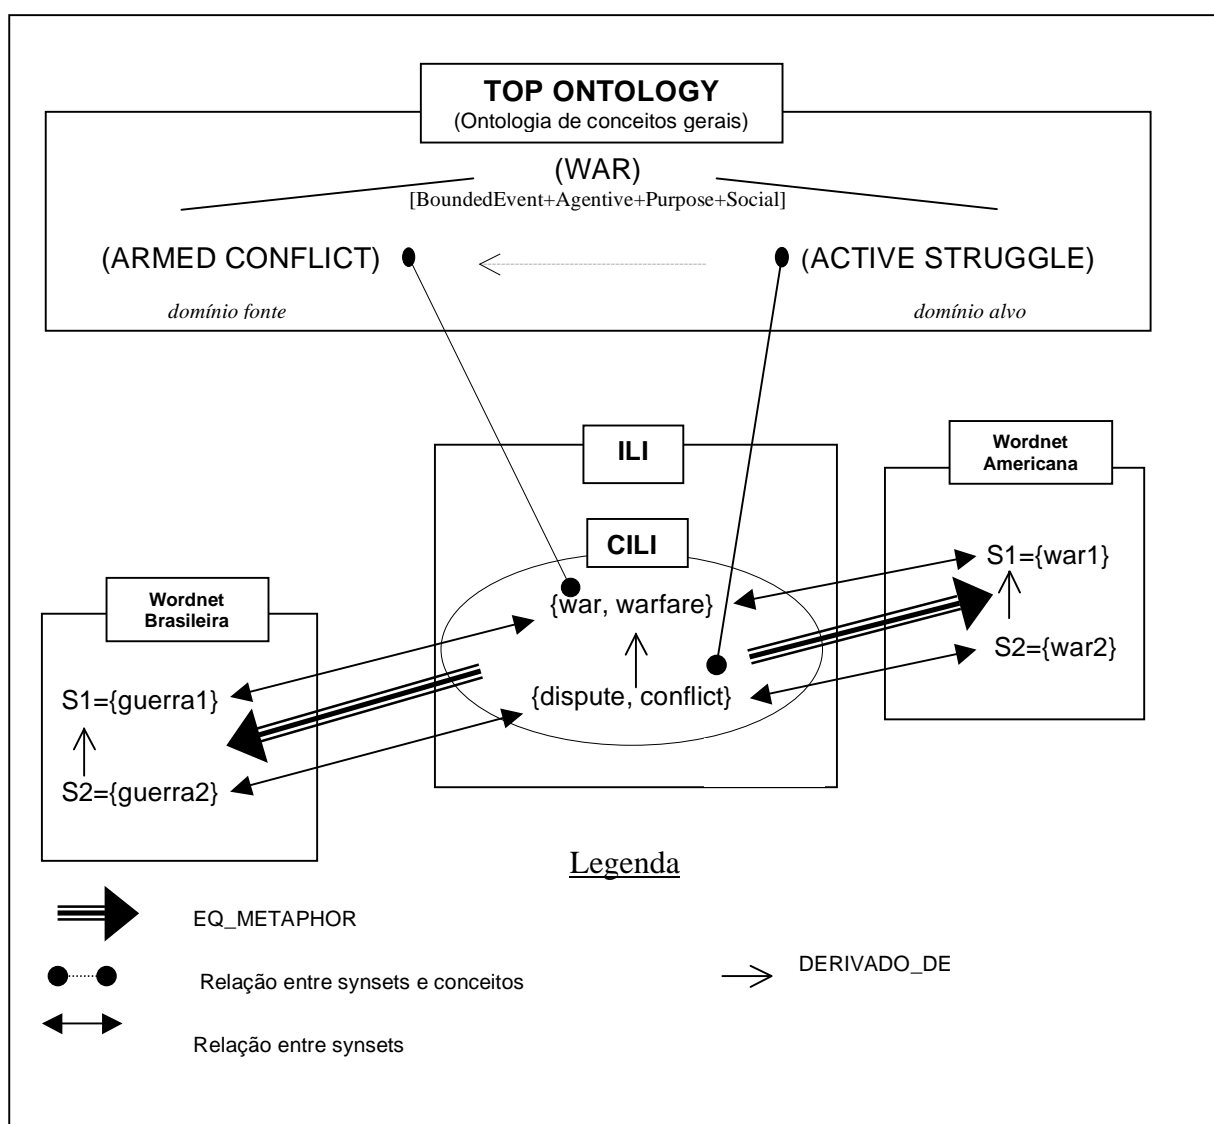 TOP ONTOLOGY
(Ontologia de conceitos gerais)
(WAR)
[BoundedEvent+Agentive+Purpose+Social]
(ARMED CONFLICT)
(ACTIVE STRUGGLE)
domínio fonte
domínio alvo
ILI
CILI
{war, warfare}
{dispute, conflict}
Wordnet
Americana
S1={war1}
S2={war2}
Wordnet
Brasileira
S1={guerra1}
S2={guerra2}
Legenda
EQ_METAPHOR
Relação entre synsets e conceitos
DERIVADO_DE
Relação entre synsets